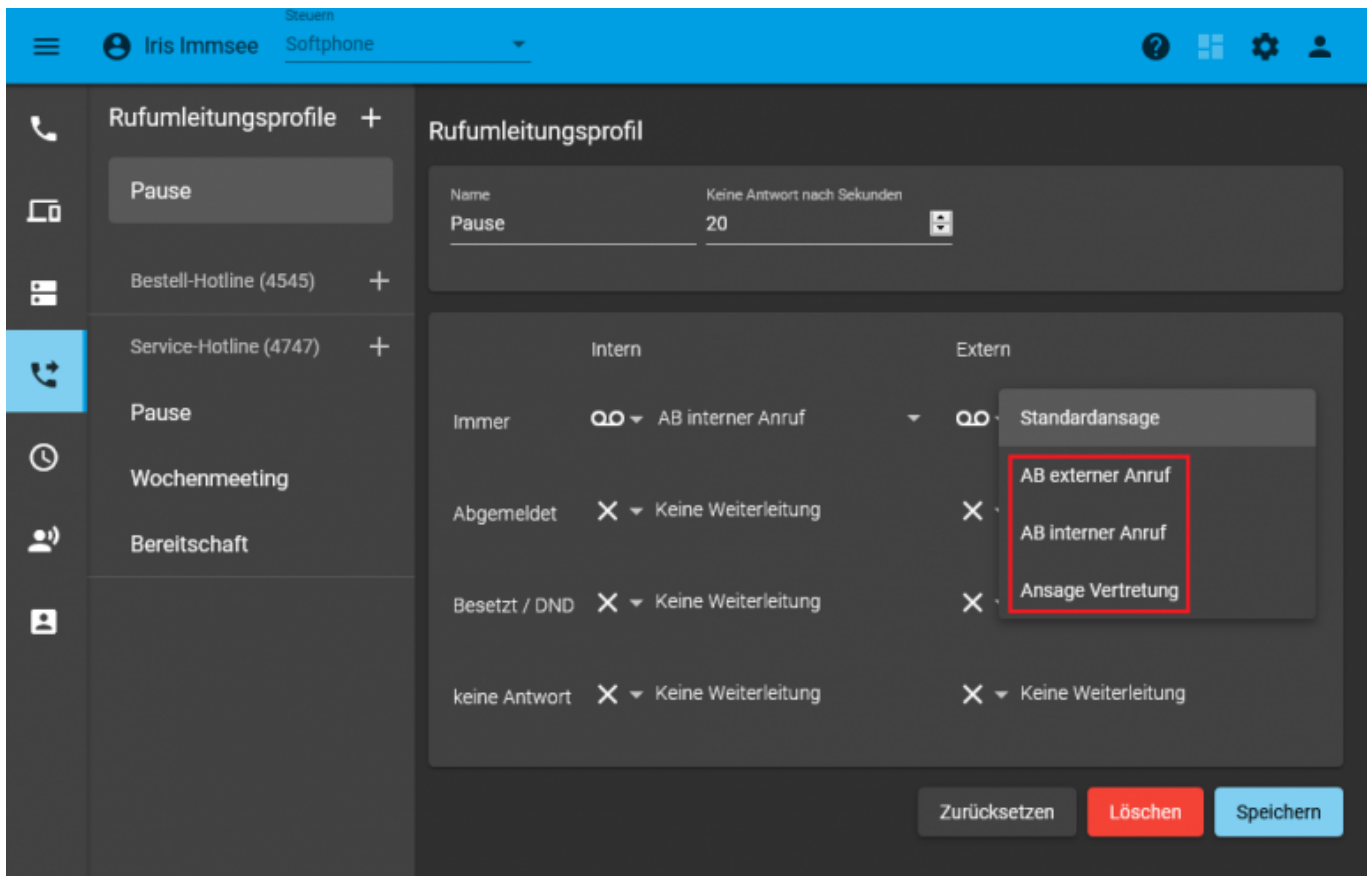 Steuern
Iris Immsee
Softphone
Rufumleitungsprofile
Pause
Bestell-Hotline (4545)
Service-Hotline (4747)
Pause
Wochenmeeting
Bereitschaft
Rufumleitungsprofil
Name
Keine Antwort nach Sekunden
Pause
20
Intern
Extern
Immer
AB interner Anruf
Standardansage
AB externer Anruf
AB interner Anruf
Ansage Vertretung
Abgemeldet
Keine Weiterleitung
Besetzt / DND
Keine Weiterleitung
keine Antwort
Keine Weiterleitung
Keine Weiterleitung
Zurücksetzen
Löschen
Speichern